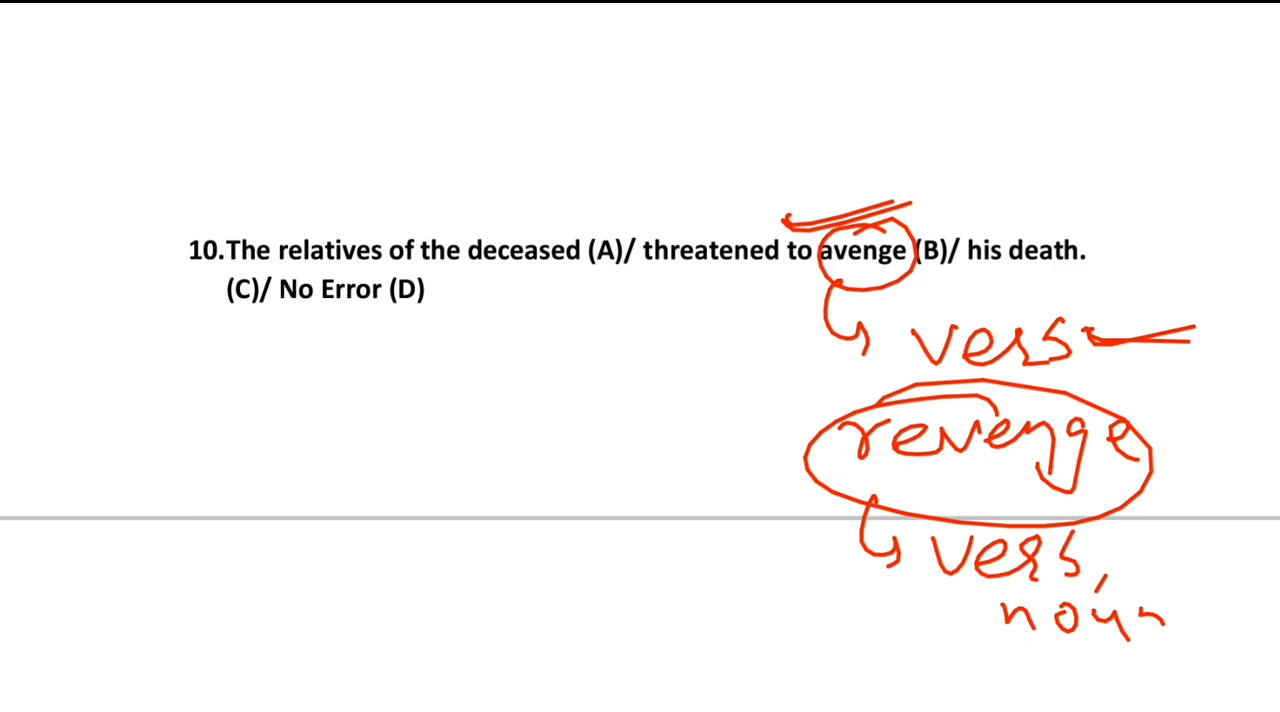 10.The relatives of the deceased (A)/ threatened to avenge (B)/ his death.
(C)/ No Error (D)
verb
revenge
verb,
noun